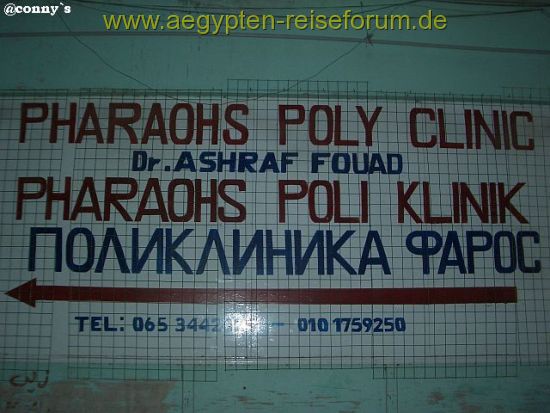 @conny`s
www.aegypten-reiseforum.de
PHARAOHS POLY CLINIC
Dr.ASHRAF FOUAD
PHARAOHS POLI KLINIK
ПОЛИКЛИНИКА ФАРОС
TEL: 065 - 010 1759250